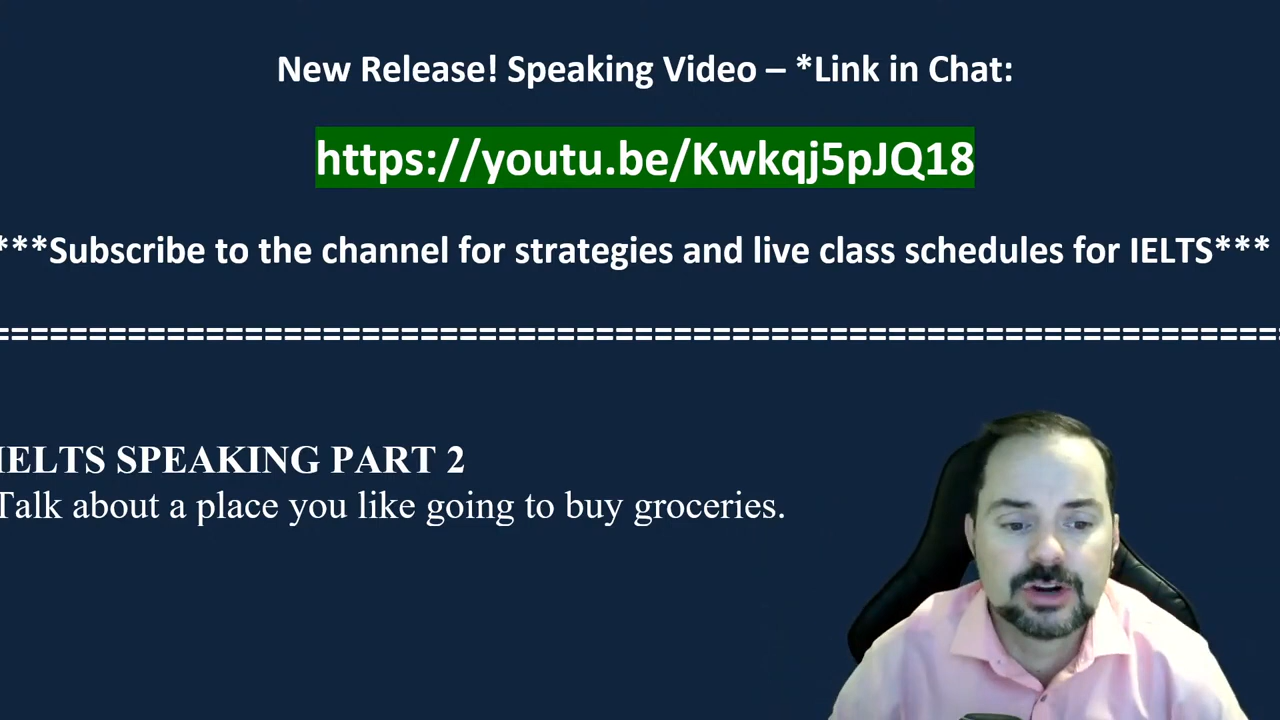 New Release! Speaking Video – *Link in Chat:
https://youtu.be/Kwkqj5pJQ18
***Subscribe to the channel for strategies and live class schedules for IELTS***
==================================================================
IELTS SPEAKING PART 2
Talk about a place you like going to buy groceries.